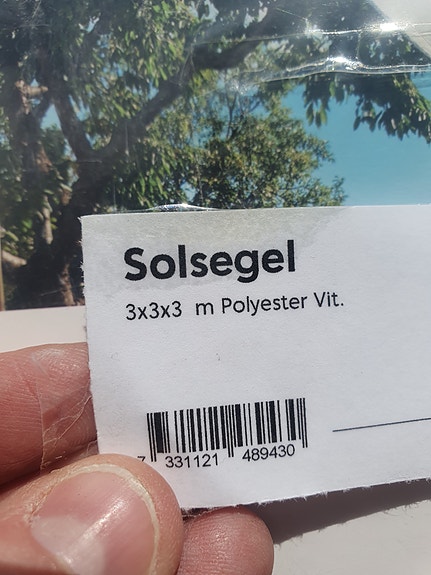 Solsegel
3x3x3 m Polyester Vit.
7 331121 489430